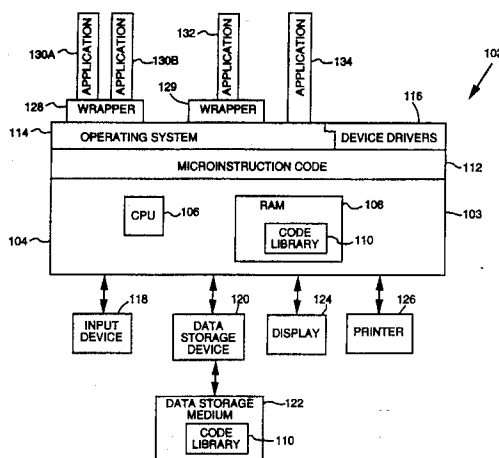 130A
APPLICATION
APPLICATION
130B
132
APPLICATION
APPLICATION
134
102
128
WRAPPER
129
WRAPPER
116
114
OPERATING SYSTEM
DEVICE DRIVERS
MICROINSTRUCTION CODE
112
CPU
106
RAM
106
103
CODE
LIBRARY
110
104
118
120
124
126
INPUT
DEVICE
DATA
STORAGE
DEVICE
DISPLAY
PRINTER
DATA STORAGE
MEDIUM
122
CODE
LIBRARY
110